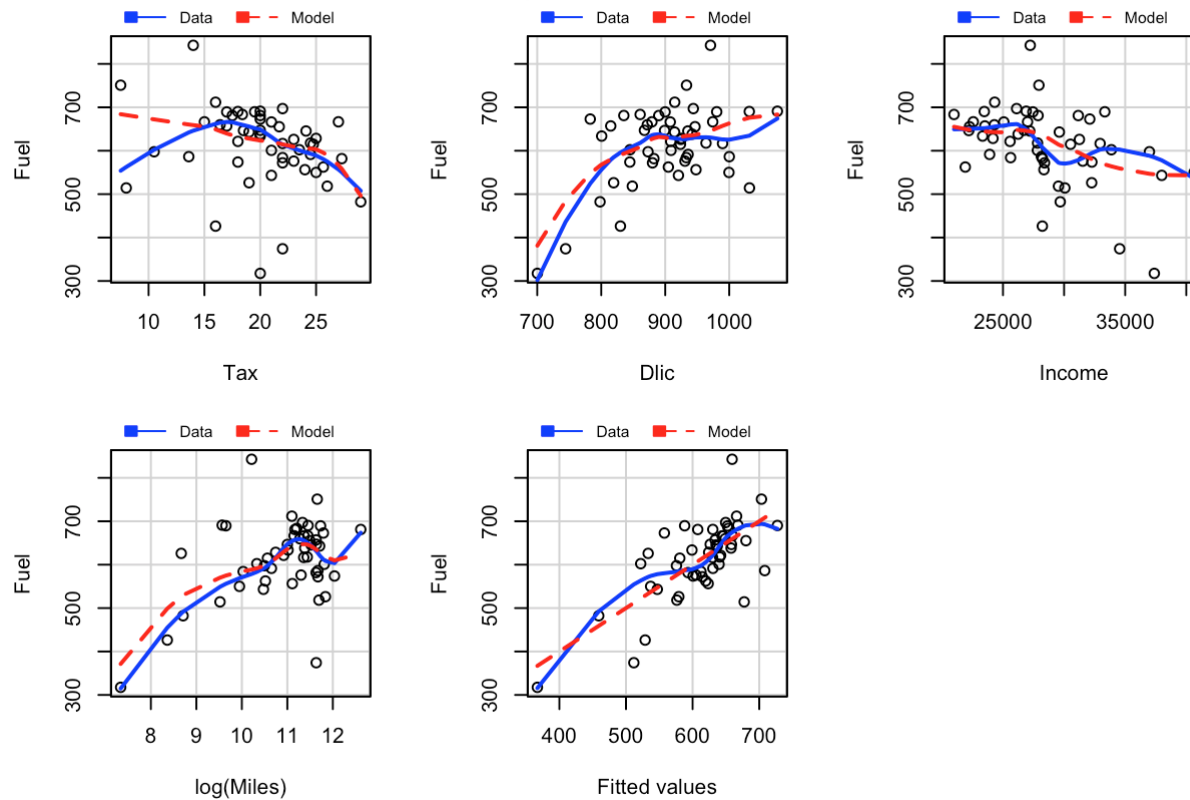 Data Model
Data Model
Data Model
Fuel
300 500 700
10 15 20 25
Tax
Fuel
300 500 700
700 800 900 1000
Dlic
Fuel
300 500 700
25000 35000
Income
Data Model
Data Model
Fuel
300 500 700
8 9 10 11 12
log(Miles)
Fuel
300 500 700
400 500 600 700
Fitted values